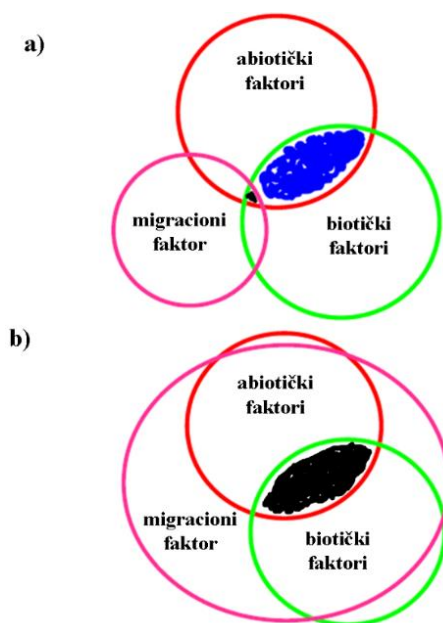 a)
abiotički
faktori
migracioni
faktor
biotički
faktori
b)
abiotički
faktori
migracioni
faktor
biotički
faktori